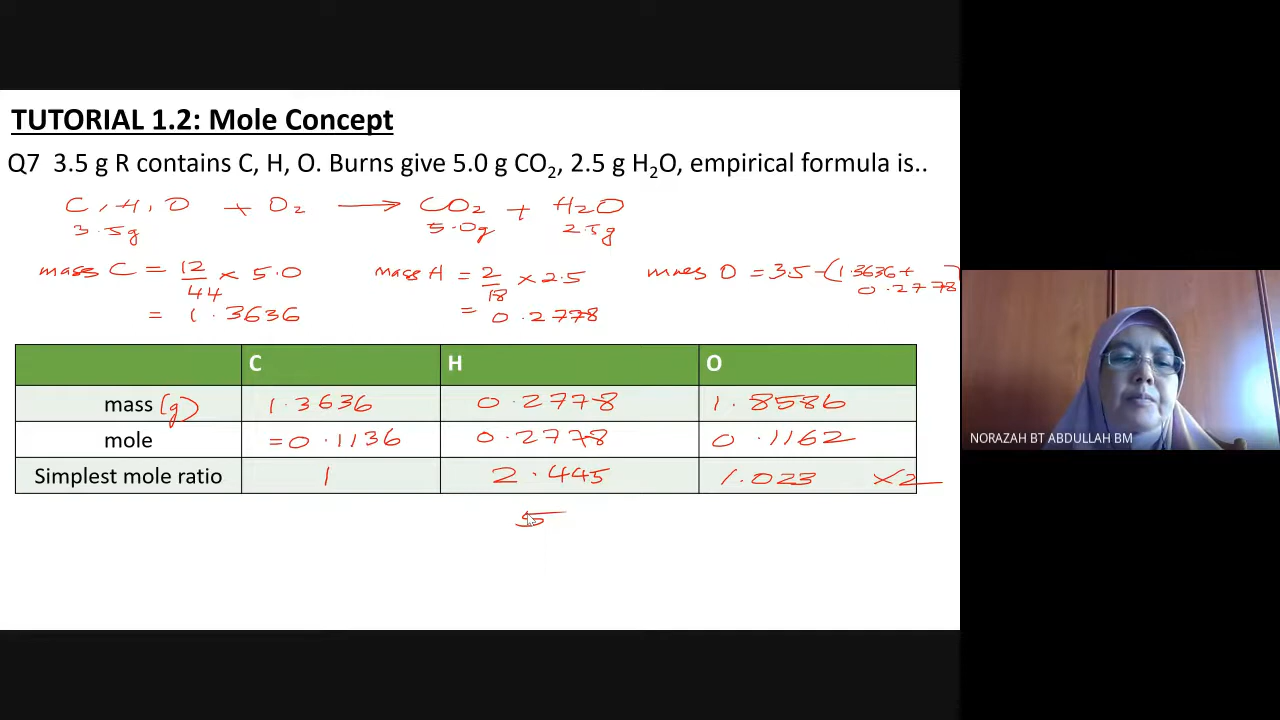 TUTORIAL 1.2: Mole Concept
Q7 3.5 g R contains C, H, O. Burns give 5.0 g CO2, 2.5 g H2O, empirical formula is..
C, H, O + O2 → CO2 + H2O
3.5g 5.0g 2.5g
mass C = 12/44 × 5.0
= 1.3636
mass H = 2/18 × 2.5
= 0.2778
mass O = 3.5 - (1.3636 + 0.2778)
C H O
mass (g) 1.3636 0.2778 1.8586
mole =0.1136 0.2778 0.1162
Simplest mole ratio 1 2.445 1.023 ×2
5
NORAZAH BT ABDULLAH BM